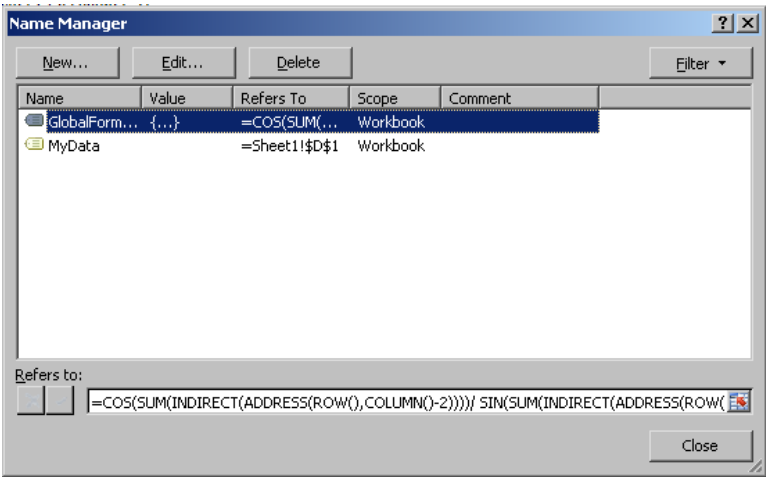 Name Manager
New... Edit... Delete Filter
Name Value Refers To Scope Comment
GlobalForm... {...} =COS(SUM(... Workbook
MyData =Sheet1!$D$1 Workbook
Refers to:
=COS(SUM(INDIRECT(ADDRESS(ROW(),COLUMN()-2))))/ SIN(SUM(INDIRECT(ADDRESS(ROW(
Close